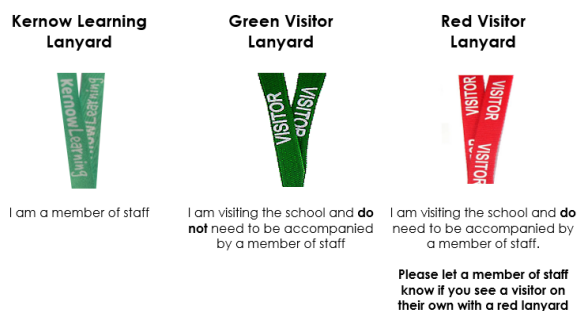 Kernow Learning
Lanyard
Kernow Learning
Learning
I am a member of staff
Green Visitor
Lanyard
VISITOR
VISITOR
I am visiting the school and do
not need to be accompanied
by a member of staff
Red Visitor
Lanyard
VISITOR
VISITOR
VISITOR
VISITOR
I am visiting the school and do
need to be accompanied by
a member of staff.
Please let a member of staff
know if you see a visitor on
their own with a red lanyard